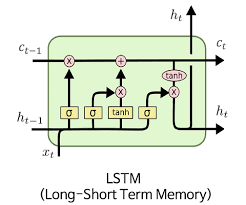 h_t
c_{t-1} x + c_t
tanh
x x
σ σ tanh σ
h_{t-1} h_t
x_t
LSTM
(Long-Short Term Memory)